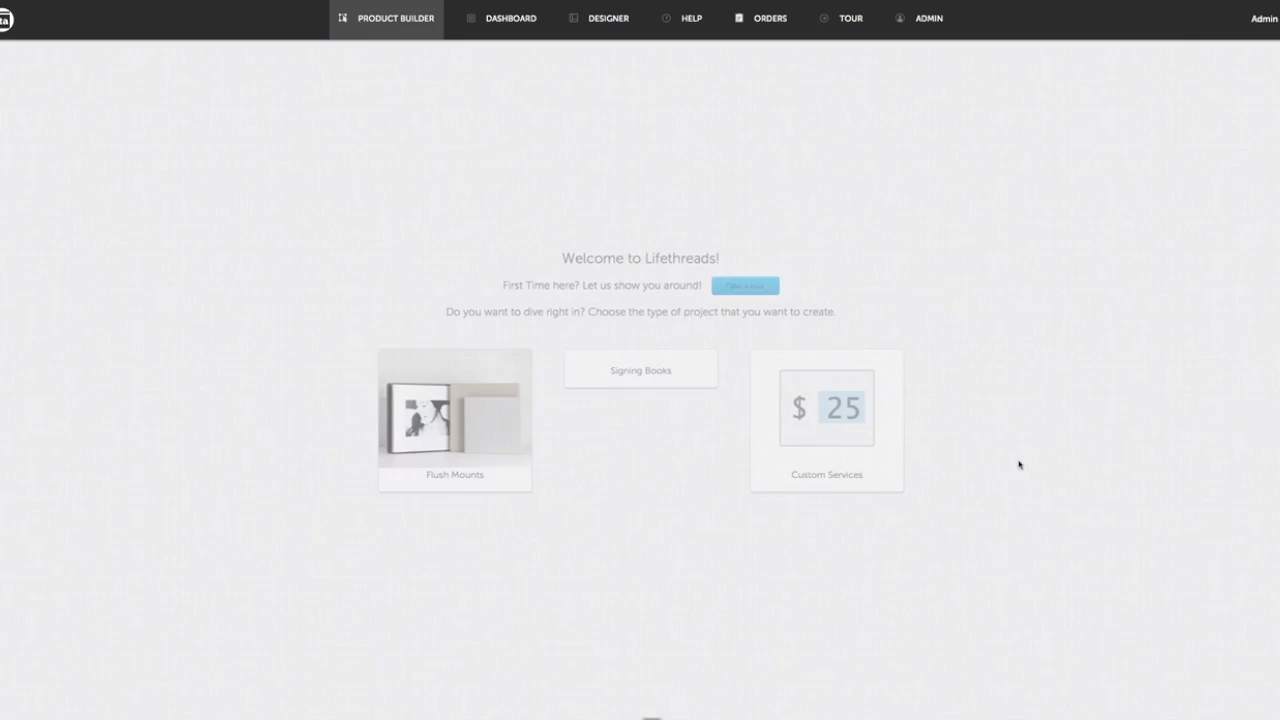 ta
PRODUCT BUILDER
DASHBOARD
DESIGNER
HELP
ORDERS
TOUR
ADMIN
Admin
Welcome to Lifethreads!
First Time here? Let us show you around!
Do you want to dive right in? Choose the type of project that you want to create.
Flush Mounts
Signing Books
$ 25
Custom Services